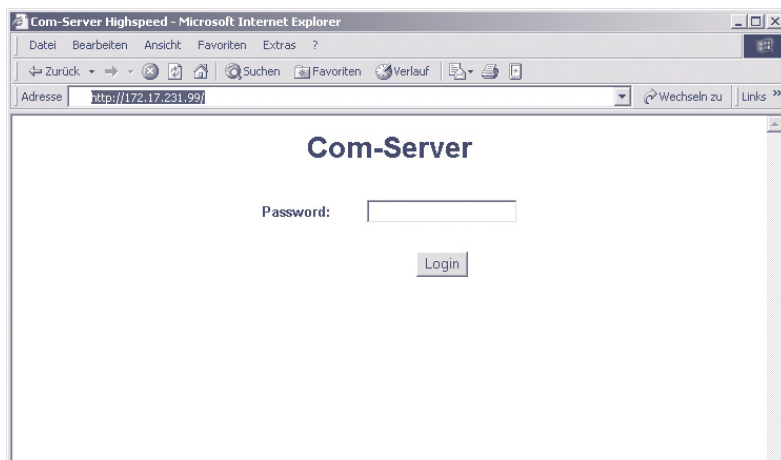 Com-Server Highspeed - Microsoft Internet Explorer
Datei Bearbeiten Ansicht Favoriten Extras ?
Zurück Suchen Favoriten Verlauf
Adresse http://172.17.231.99/ Wechseln zu Links »
Com-Server
Password:
Login